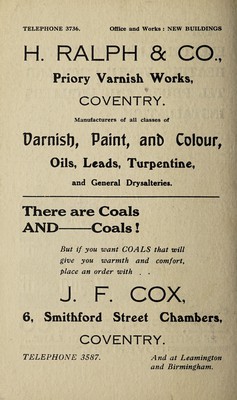 TELEPHONE 3736. Office and Works : NEW BUILDINGS
H. RALPH & CO.,
Priory Varnish Works,
COVENTRY.
Manufacturers of all classes of
Varnish, Paint, and Colour,
Oils, Leads, Turpentine,
and General Drysalteries.
There are Coals
AND——Coals!
But if you want COALS that will
give you warmth and comfort,
place an order with . .
J. F. COX,
6, Smithford Street Chambers,
COVENTRY.
TELEPHONE 3587. And at Leamington
and Birmingham.